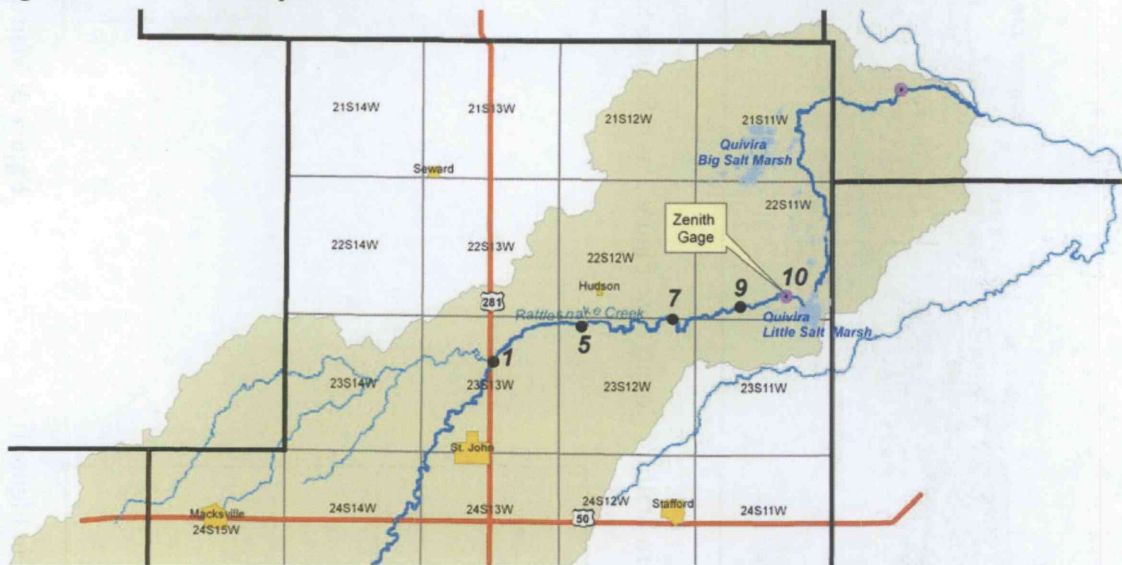 21S14W
21S13W
21S12W
21S11W
Quivira
Big Salt Marsh
Seward
22S11W
Zenith
Gage
22S14W
22S13W
22S12W
Hudson
10
9
281
7
Rattlesnake Creek
Quivira
Little Salt Marsh
5
1
23S14W
23S13W
23S12W
23S11W
St. John
24S12W
Stafford
24S14W
24S13W
24S11W
Macksville
50
24S15W